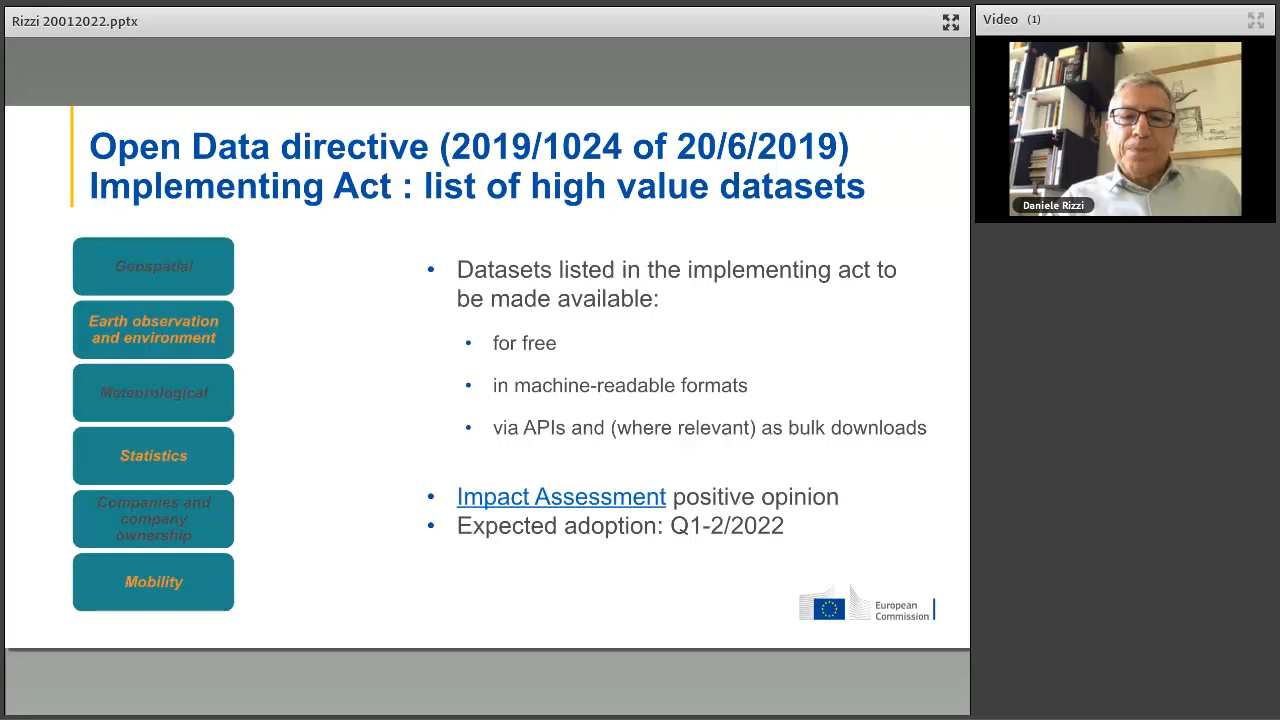 Rizzi 20012022.pptx
Video (1)
Daniele Rizzi
Open Data directive (2019/1024 of 20/6/2019)
Implementing Act : list of high value datasets
Geospatial
Earth observation
and environment
Meteorological
Statistics
Companies and
company
ownership
Mobility
• Datasets listed in the implementing act to
be made available:
• for free
• in machine-readable formats
• via APIs and (where relevant) as bulk downloads
• Impact Assessment positive opinion
• Expected adoption: Q1-2/2022
European
Commission